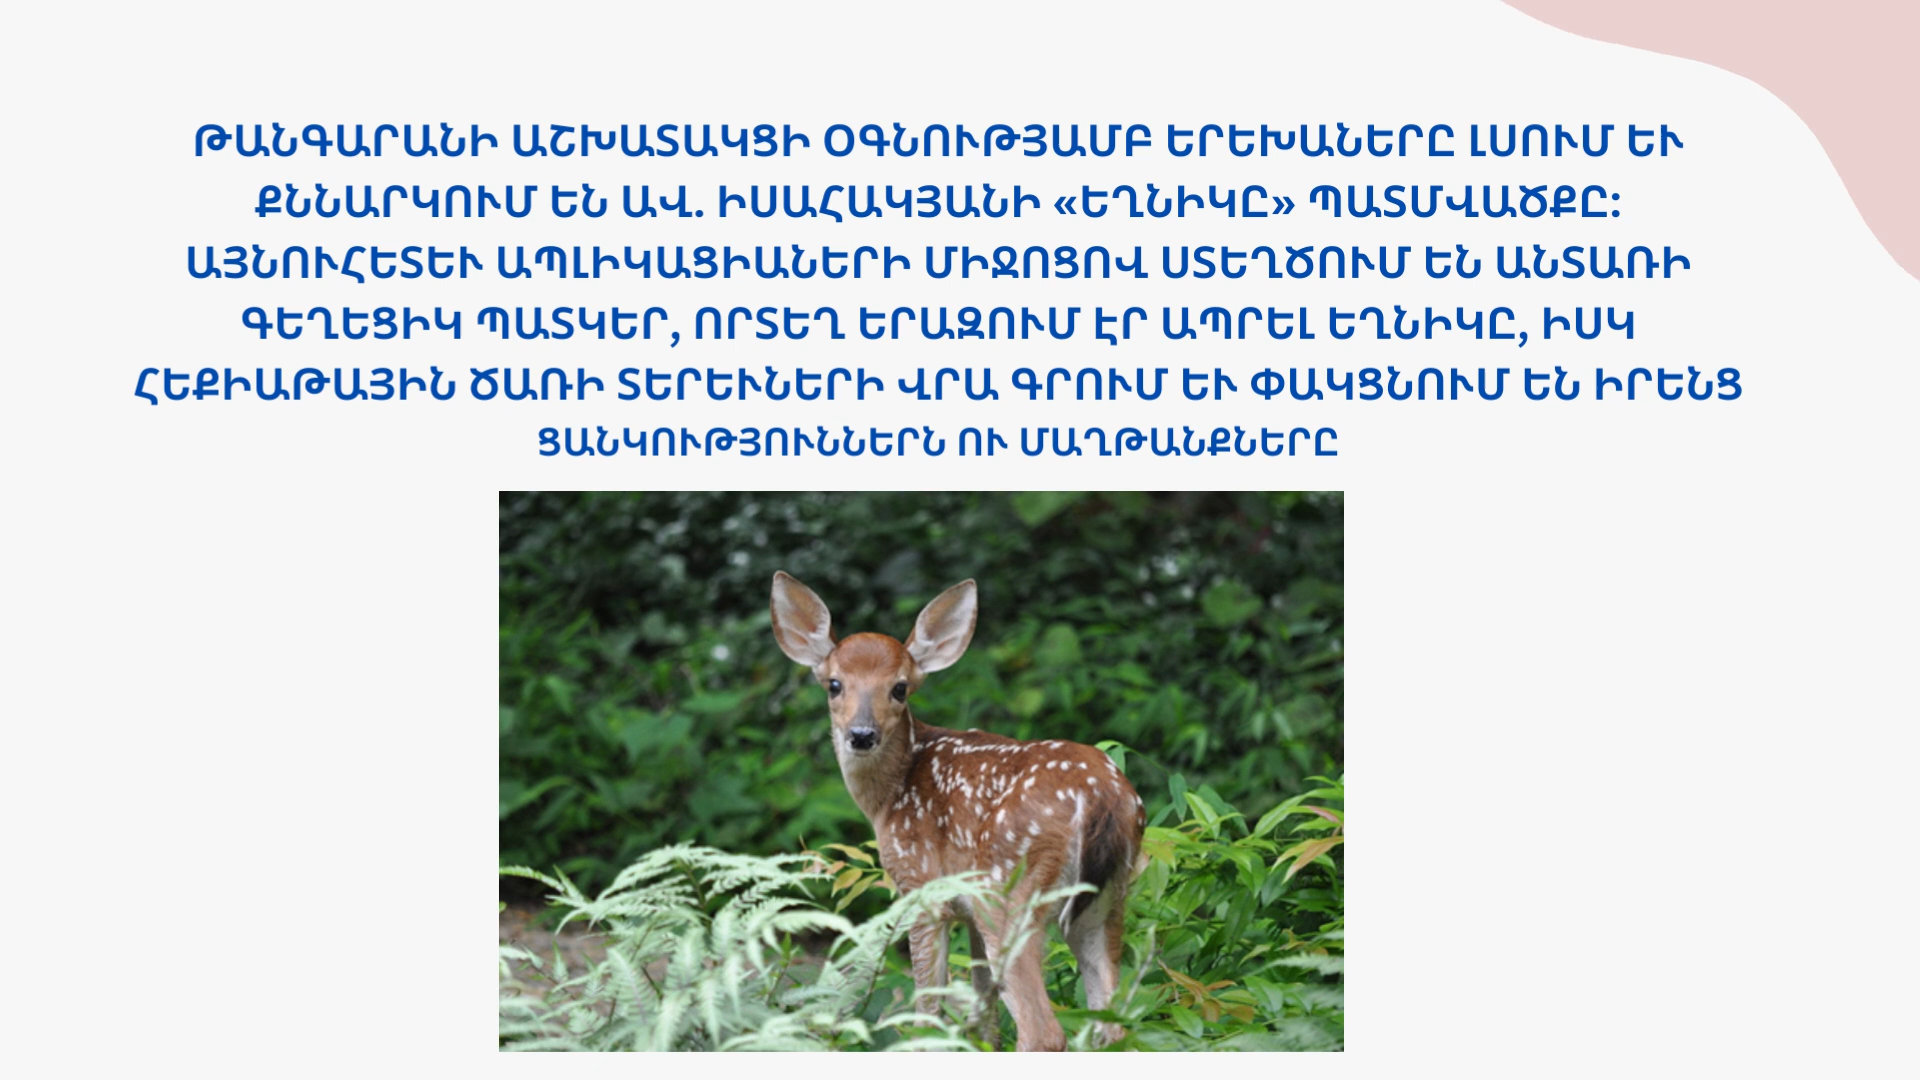 ԹԱՆԳԱՐԱՆԻ ԱՇԽԱՏԱԿՑԻ ՕԳՆՈՒԹՅԱՄԲ ԵՐԵԽԱՆԵՐԸ ԼՍՈՒՄ ԵՒ
ՔՆՆԱՐԿՈՒՄ ԵՆ ԱՎ. ԻՍԱՀԱԿՅԱՆԻ «ԵՂՆԻԿԸ» ՊԱՏՄՎԱԾՔԸ:
ԱՅՆՈՒՀԵՏԵՒ ԱՊԼԻԿԱՑԻԱՆԵՐԻ ՄԻՋՈՑՈՎ ՍՏԵՂԾՈՒՄ ԵՆ ԱՆՏԱՌԻ
ԳԵՂԵՑԻԿ ՊԱՏԿԵՐ, ՈՐՏԵՂ ԵՐԱԶՈՒՄ ԷՐ ԱՊՐԵԼ ԵՂՆԻԿԸ, ԻՍԿ
ՀԵՔԻԱԹԱՅԻՆ ԾԱՌԻ ՏԵՐԵՒՆԵՐԻ ՎՐԱ ԳՐՈՒՄ ԵՒ ՓԱԿՑՆՈՒՄ ԵՆ ԻՐԵՆՑ
ՑԱՆԿՈՒԹՅՈՒՆՆԵՐՆ ՈՒ ՄԱՂԹԱՆՔՆԵՐԸ